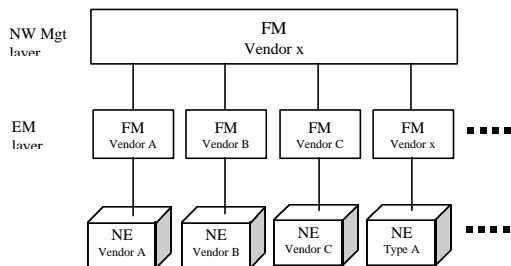 NW Mgt
layer
FM
Vendor x
EM
layer
FM
Vendor A
FM
Vendor B
FM
Vendor C
FM
Vendor x
NE
Vendor A
NE
Vendor B
NE
Vendor C
NE
Type A